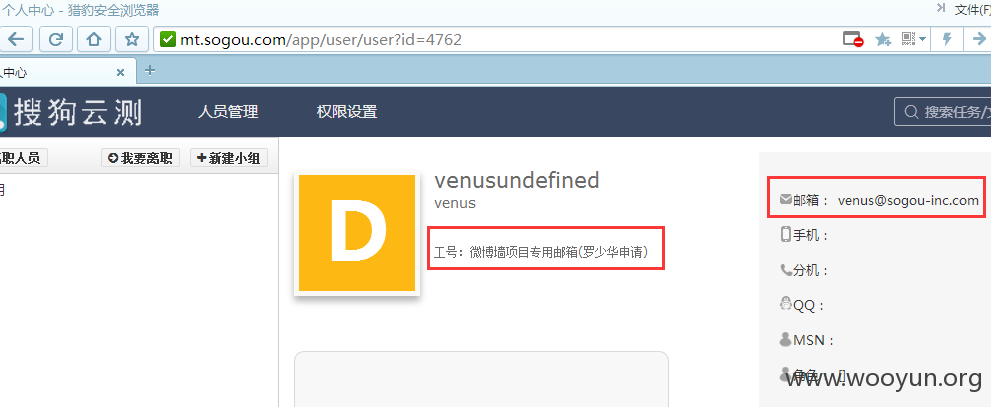 个人中心 - 猎豹安全浏览器
文件(F)
mt.sogou.com/app/user/user?id=4762
人中心
搜狗云测
人员管理
权限设置
搜索任务/文
离职人员
我要离职
新建小组
venusundefined
venus
D
工号：微博墙项目专用邮箱(罗少华申请)
邮箱： venus@sogou-inc.com
手机：
分机：
QQ：
MSN：
角色：
www.wooyun.org